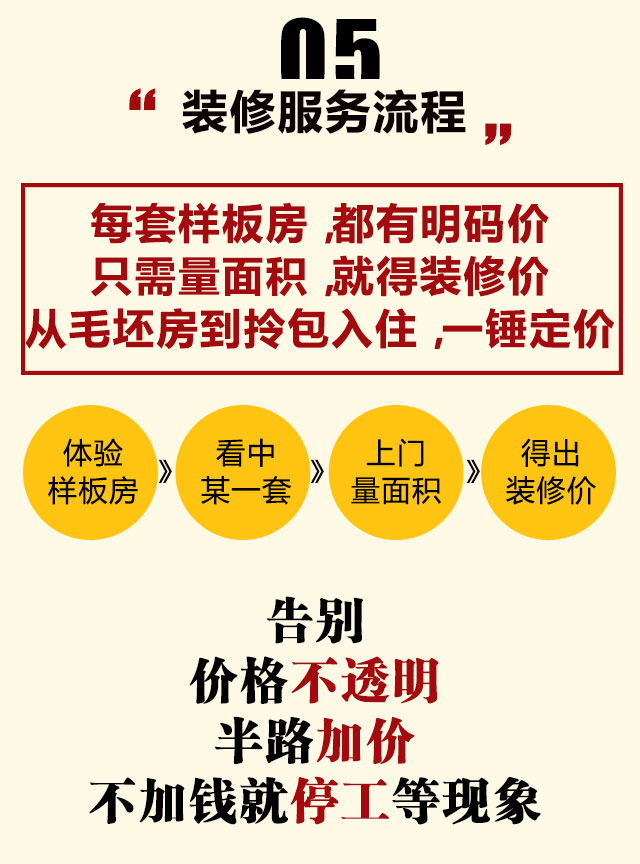 05
“装修服务流程”
每套样板房,都有明码价
只需量面积,就得装修价
从毛坯房到拎包入住,一锤定价
体验
样板房
》
看中
某一套
》
上门
量面积
》
得出
装修价
告别
价格不透明
半路加价
不加钱就停工等现象